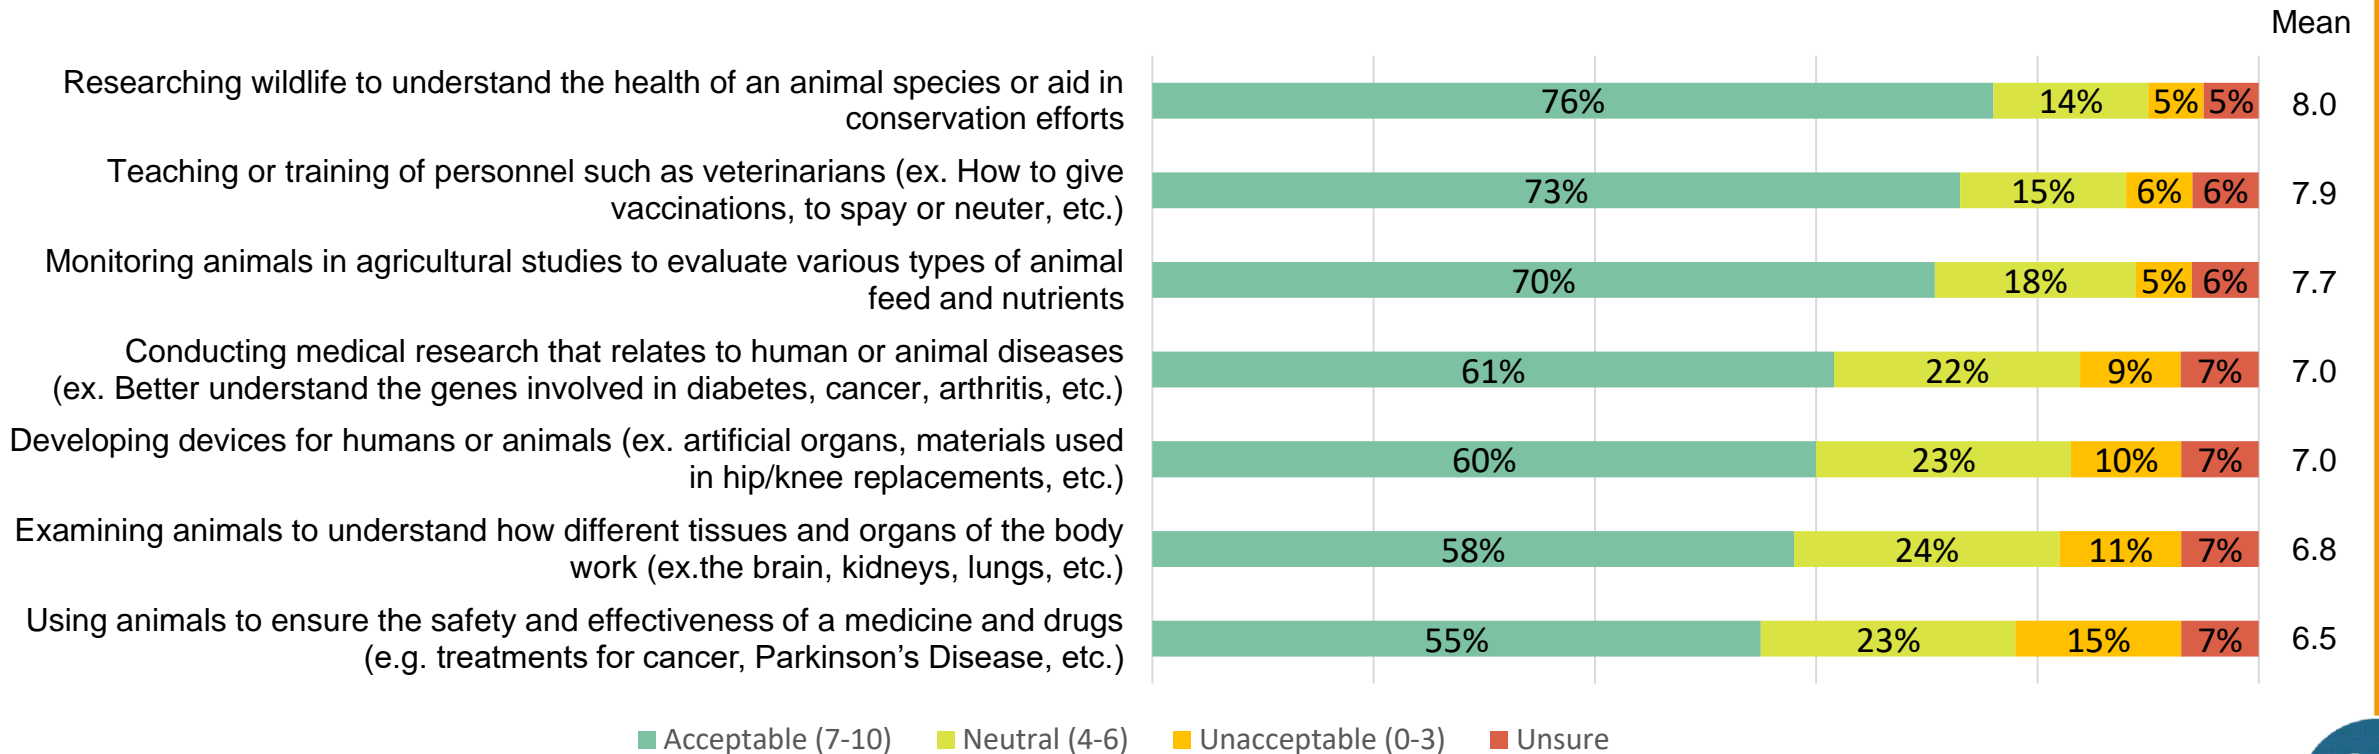 Mean
Researching wildlife to understand the health of an animal species or aid in
conservation efforts
76% 14% 5% 5% 8.0
Teaching or training of personnel such as veterinarians (ex. How to give
vaccinations, to spay or neuter, etc.)
73% 15% 6% 6% 7.9
Monitoring animals in agricultural studies to evaluate various types of animal
feed and nutrients
70% 18% 5% 6% 7.7
Conducting medical research that relates to human or animal diseases
(ex. Better understand the genes involved in diabetes, cancer, arthritis, etc.)
61% 22% 9% 7% 7.0
Developing devices for humans or animals (ex. artificial organs, materials used
in hip/knee replacements, etc.)
60% 23% 10% 7% 7.0
Examining animals to understand how different tissues and organs of the body
work (ex.the brain, kidneys, lungs, etc.)
58% 24% 11% 7% 6.8
Using animals to ensure the safety and effectiveness of a medicine and drugs
(e.g. treatments for cancer, Parkinson’s Disease, etc.)
55% 23% 15% 7% 6.5
Acceptable (7-10) Neutral (4-6) Unacceptable (0-3) Unsure